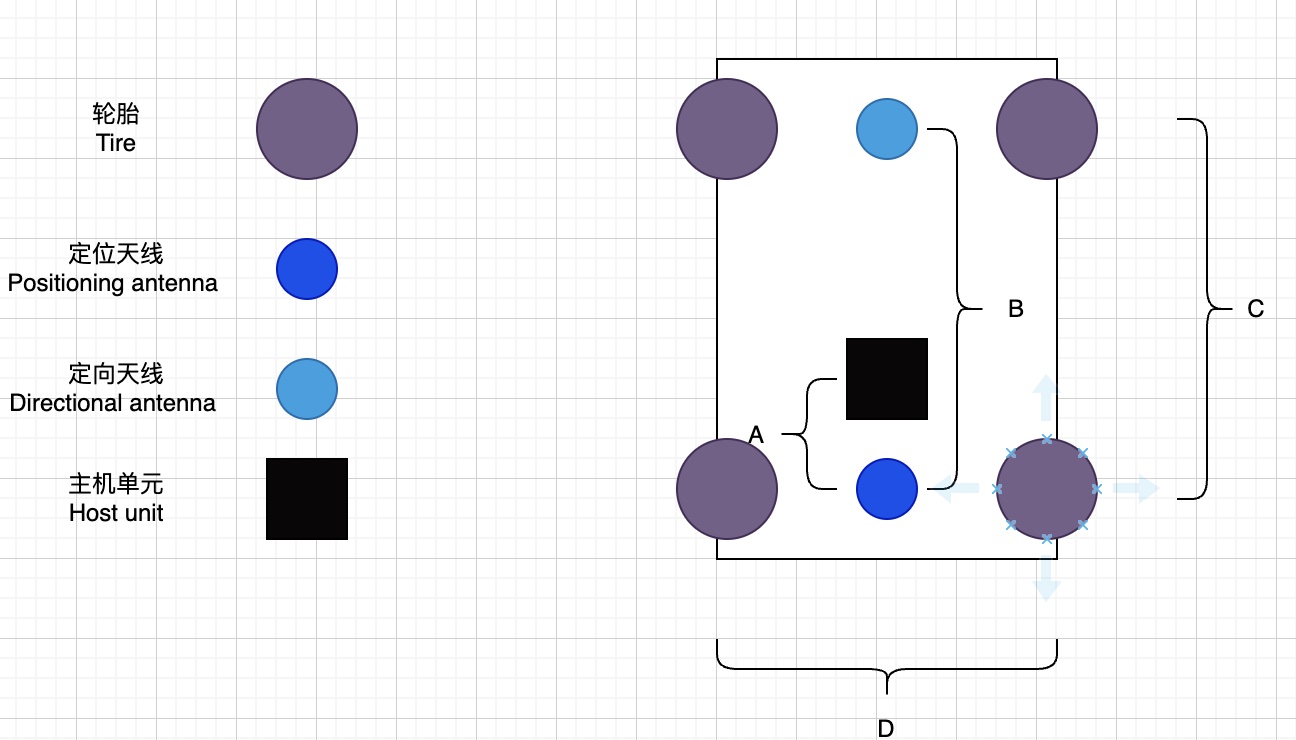 轮胎
Tire
定位天线
Positioning antenna
定向天线
Directional antenna
主机单元
Host unit
A
B
C
D